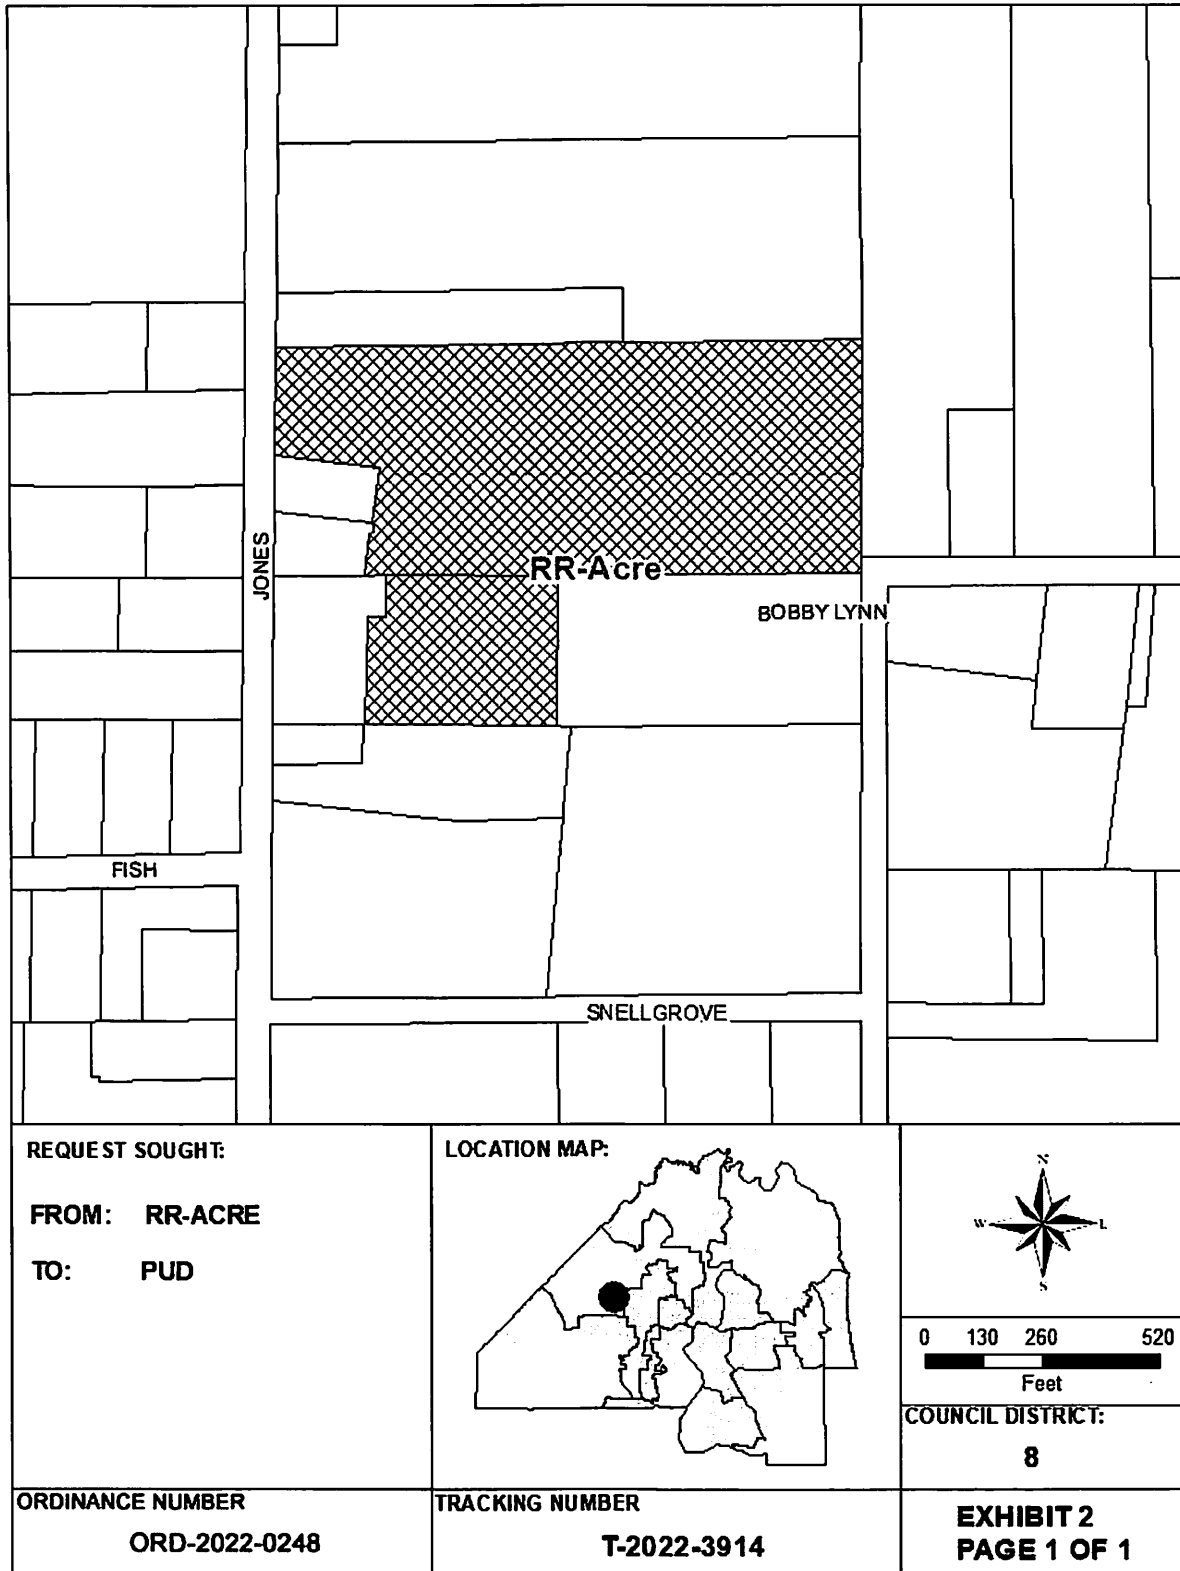 JONES
RR-Acre
BOBBY LYNN
FISH
SNELLGROVE
REQUEST SOUGHT:
FROM: RR-ACRE
TO: PUD
LOCATION MAP:
N
W L
S
0 130 260 520
Feet
COUNCIL DISTRICT:
8
ORDINANCE NUMBER
ORD-2022-0248
TRACKING NUMBER
T-2022-3914
EXHIBIT 2
PAGE 1 OF 1